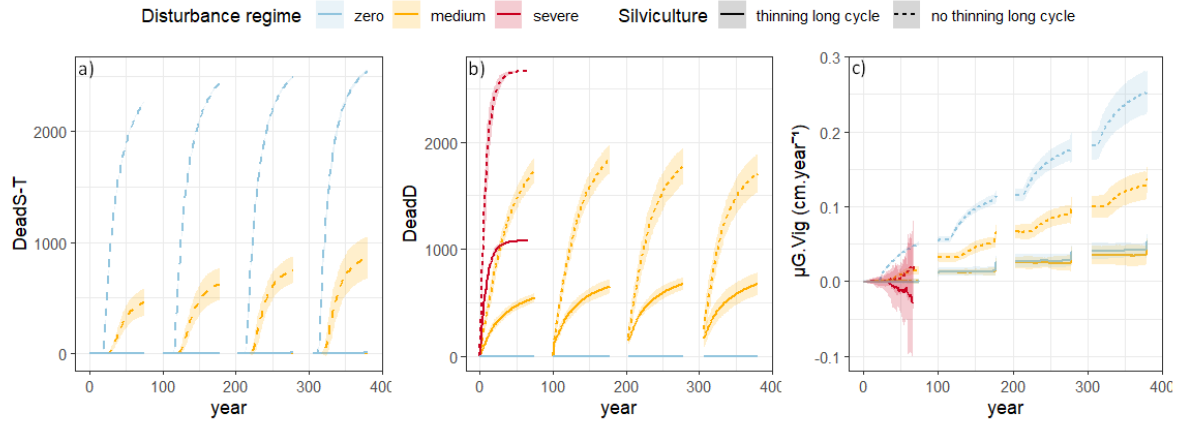 Disturbance regime zero medium severe Silviculture thinning long cycle no thinning long cycle
a) b) c)
2000
1000
0
DeadS-T
0 100 200 300 400
year
2000
1000
0
DeadD
0 100 200 300 400
year
0.3
0.2
0.1
0.0
-0.1
µG.Vig (cm.year⁻¹)
0 100 200 300 400
year